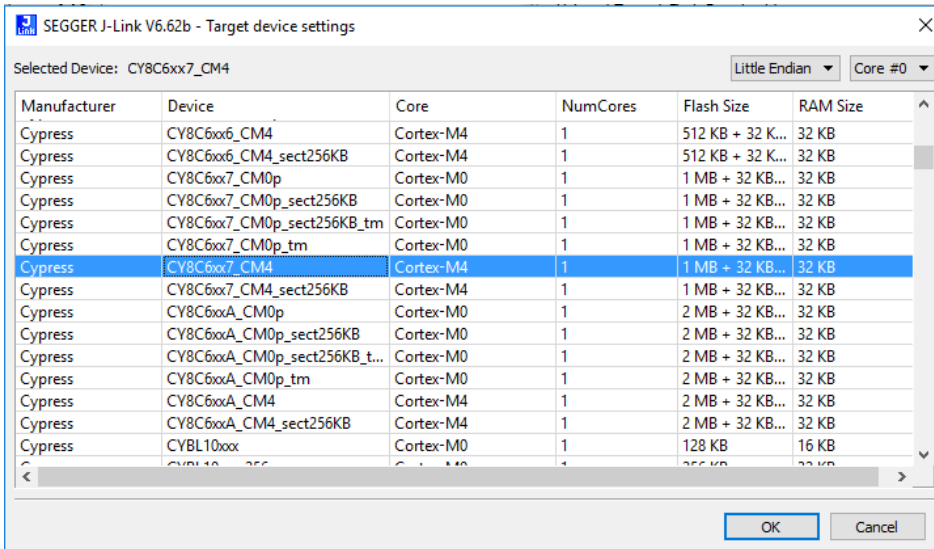 SEGGER J-Link V6.62b - Target device settings
Selected Device: CY8C6xx7_CM4 Little Endian Core #0
Manufacturer Device Core NumCores Flash Size RAM Size
Cypress CY8C6xx6_CM4 Cortex-M4 1 512 KB + 32 K... 32 KB
Cypress CY8C6xx6_CM4_sect256KB Cortex-M4 1 512 KB + 32 K... 32 KB
Cypress CY8C6xx7_CM0p Cortex-M0 1 1 MB + 32 KB... 32 KB
Cypress CY8C6xx7_CM0p_sect256KB Cortex-M0 1 1 MB + 32 KB... 32 KB
Cypress CY8C6xx7_CM0p_sect256KB_tm Cortex-M0 1 1 MB + 32 KB... 32 KB
Cypress CY8C6xx7_CM0p_tm Cortex-M0 1 1 MB + 32 KB... 32 KB
Cypress CY8C6xx7_CM4 Cortex-M4 1 1 MB + 32 KB... 32 KB
Cypress CY8C6xx7_CM4_sect256KB Cortex-M4 1 1 MB + 32 KB... 32 KB
Cypress CY8C6xxA_CM0p Cortex-M0 1 2 MB + 32 KB... 32 KB
Cypress CY8C6xxA_CM0p_sect256KB Cortex-M0 1 2 MB + 32 KB... 32 KB
Cypress CY8C6xxA_CM0p_sect256KB_t... Cortex-M0 1 2 MB + 32 KB... 32 KB
Cypress CY8C6xxA_CM0p_tm Cortex-M0 1 2 MB + 32 KB... 32 KB
Cypress CY8C6xxA_CM4 Cortex-M4 1 2 MB + 32 KB... 32 KB
Cypress CY8C6xxA_CM4_sect256KB Cortex-M4 1 2 MB + 32 KB... 32 KB
Cypress CYBL10xxx Cortex-M0 1 128 KB 16 KB
OK Cancel